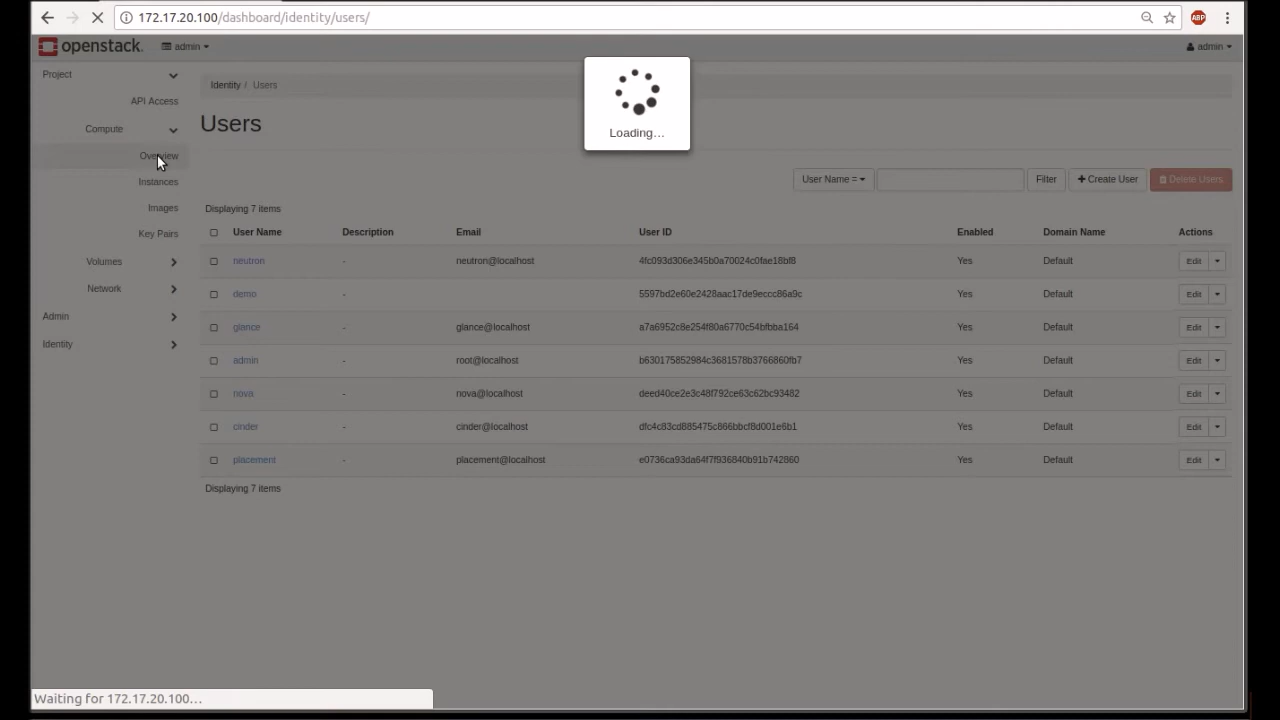 172.17.20.100/dashboard/identity/users/
ABP
openstack. admin admin
Project
API Access
Compute
Overview
Instances
Images
Key Pairs
Volumes
Network
Admin
Identity
Identity / Users
Users
Loading...
User Name = Filter Create User Delete Users
Displaying 7 items
User Name Description Email User ID Enabled Domain Name Actions
neutron - neutron@localhost 4fc093d306e345b0a70024c0fae18bf8 Yes Default Edit
demo - 5597bd2e60e2428aac17de9eccc86a9c Yes Default Edit
glance - glance@localhost a7a6952c8e254f80a6770c54bfbba164 Yes Default Edit
admin - root@localhost b630175852984c3681578b3766860fb7 Yes Default Edit
nova - nova@localhost deed40ce2e3c48f792ce63c62bc93482 Yes Default Edit
cinder - cinder@localhost dfc4c83cd885475c866bbcf8d001e6b1 Yes Default Edit
placement - placement@localhost e0736ca93da64f7f936840b91b742860 Yes Default Edit
Displaying 7 items
Waiting for 172.17.20.100...